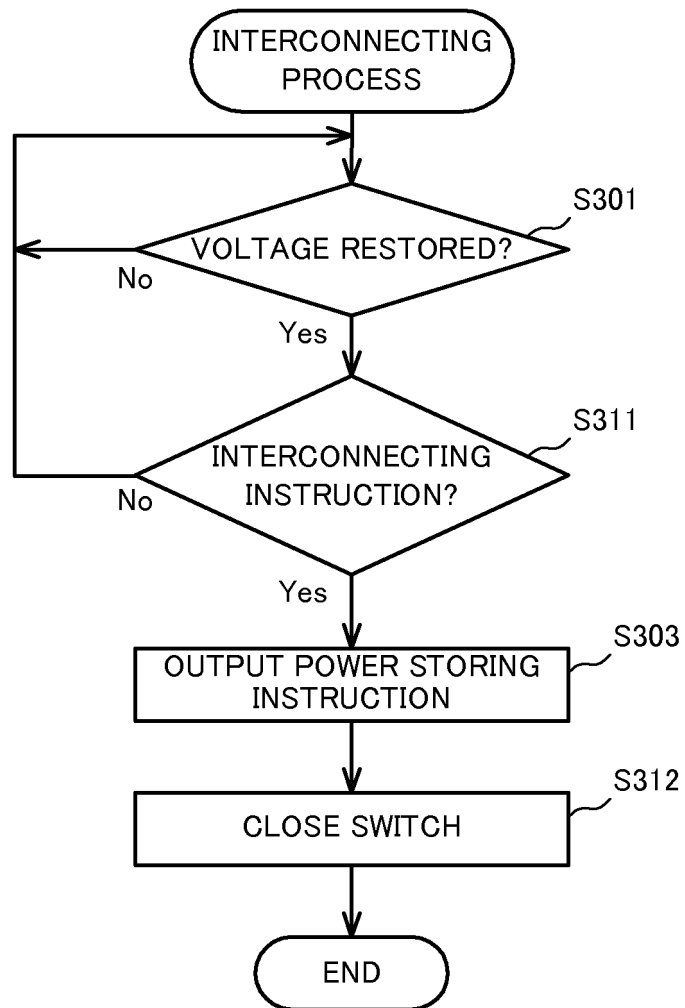 INTERCONNECTING
PROCESS
S301
VOLTAGE RESTORED?
No
Yes
S311
INTERCONNECTING
INSTRUCTION?
No
Yes
S303
OUTPUT POWER STORING
INSTRUCTION
S312
CLOSE SWITCH
END